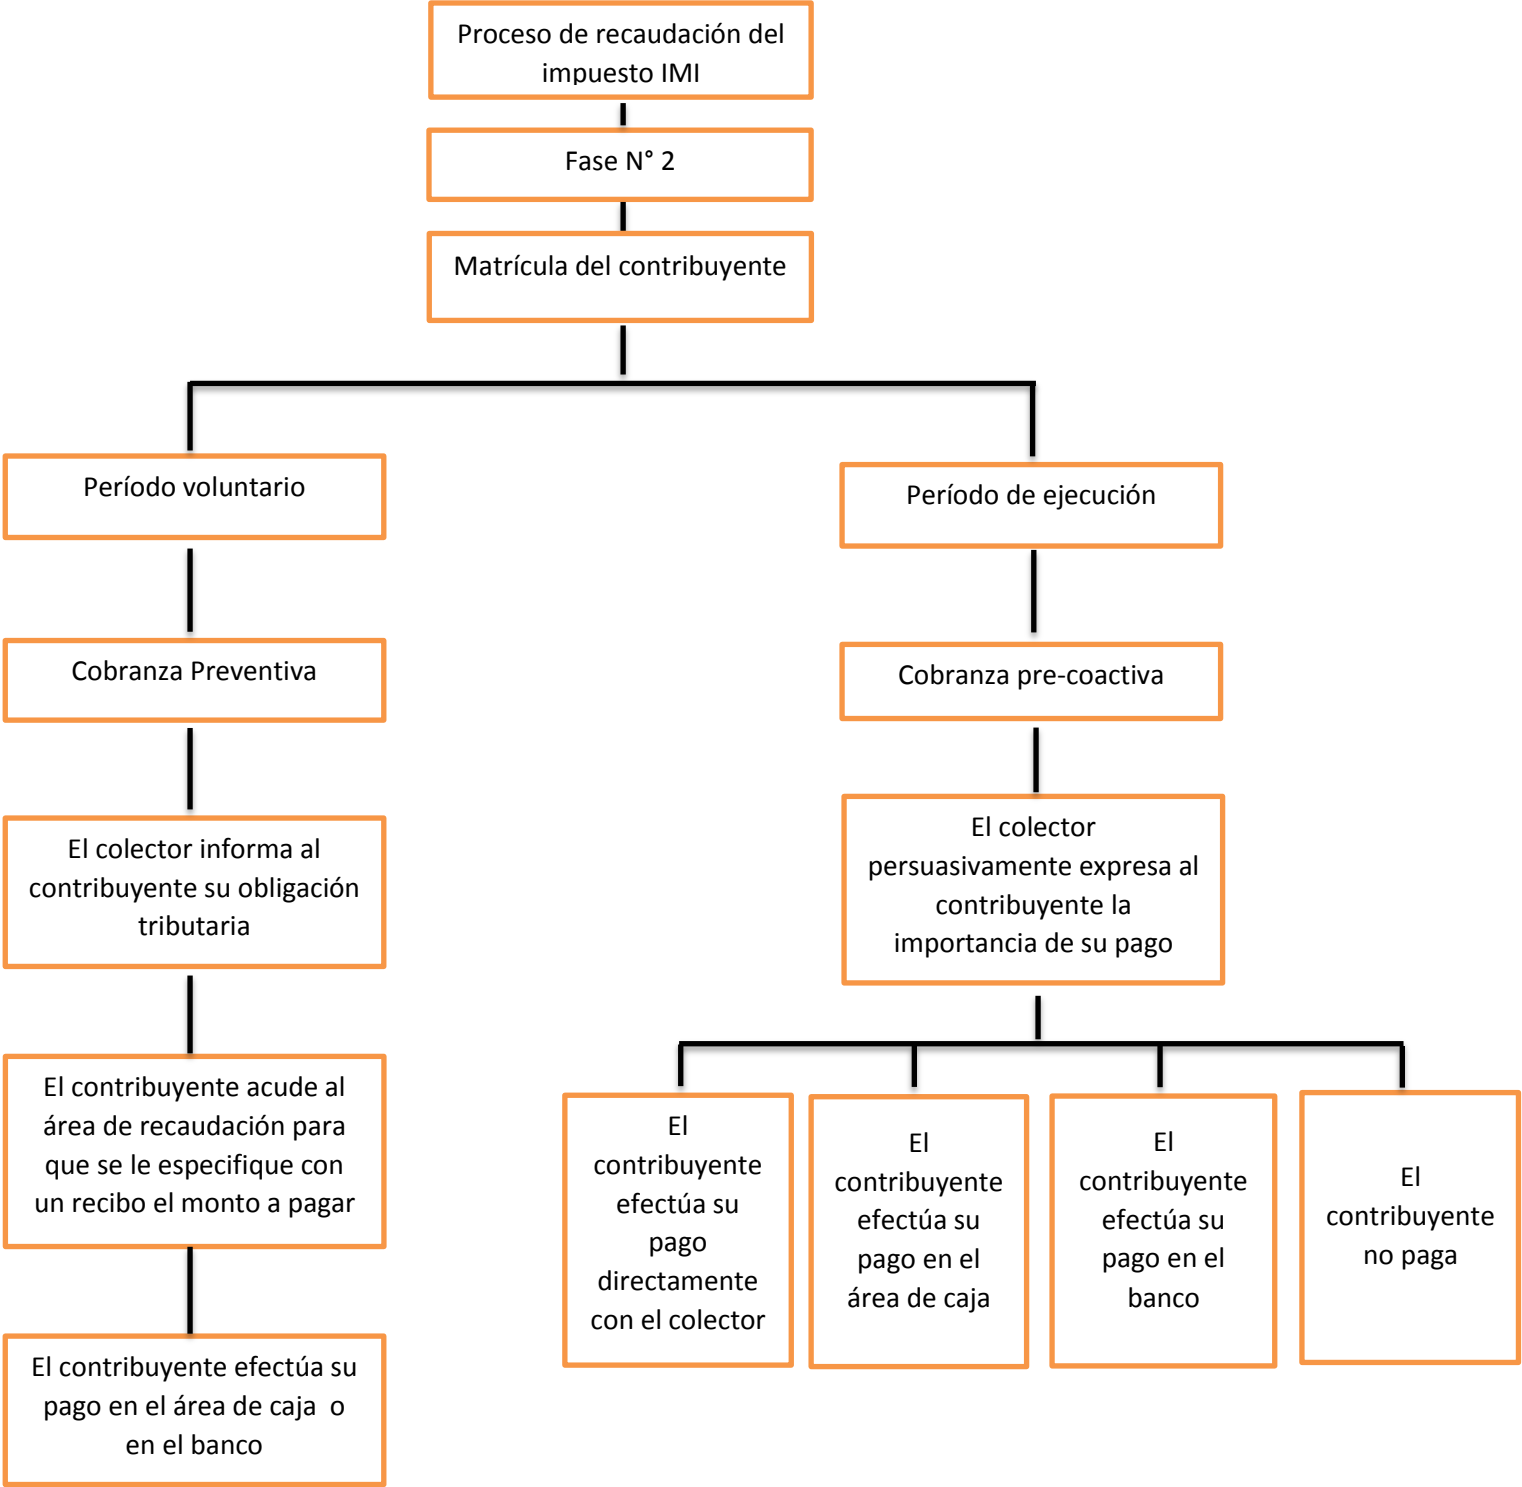 Proceso de recaudación del
impuesto IMI
Fase N° 2
Matrícula del contribuyente
Período voluntario
Cobranza Preventiva
El colector informa al
contribuyente su obligación
tributaria
El contribuyente acude al
área de recaudación para
que se le especifique con
un recibo el monto a pagar
El contribuyente efectúa su
pago en el área de caja o
en el banco
Período de ejecución
Cobranza pre-coactiva
El colector
persuasivamente expresa al
contribuyente la
importancia de su pago
El
contribuyente
efectúa su
pago
directamente
con el colector
El
contribuyente
efectúa su
pago en el
área de caja
El
contribuyente
efectúa su
pago en el
banco
El
contribuyente
no paga